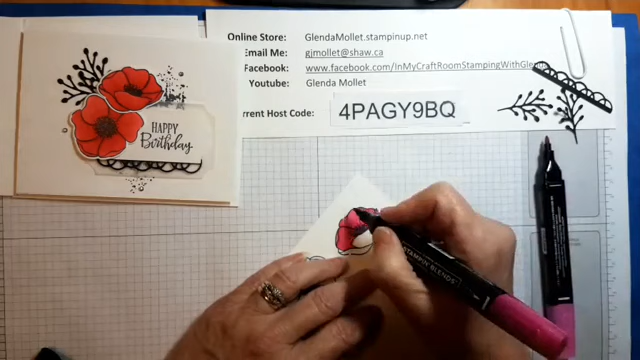 Online Store: GlendaMollet.stampinup.net
Email Me: gjmollet@shaw.ca
Facebook: www.facebook.com/InMyCraftRoomStampingWithGlen
Youtube: Glenda Mollet
rrent Host Code: 4PAGY9BQ
HAPPY
Birthday
STAMPIN' BLENDS